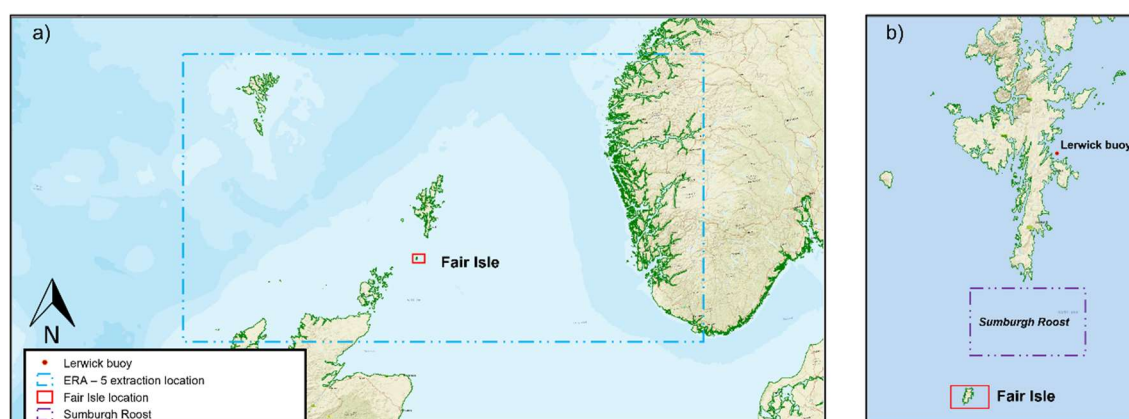 a)
Fair Isle
N
Lerwick buoy
ERA – 5 extraction location
Fair Isle location
Sumburgh Roost
b)
Lerwick buoy
Sumburgh Roost
Fair Isle